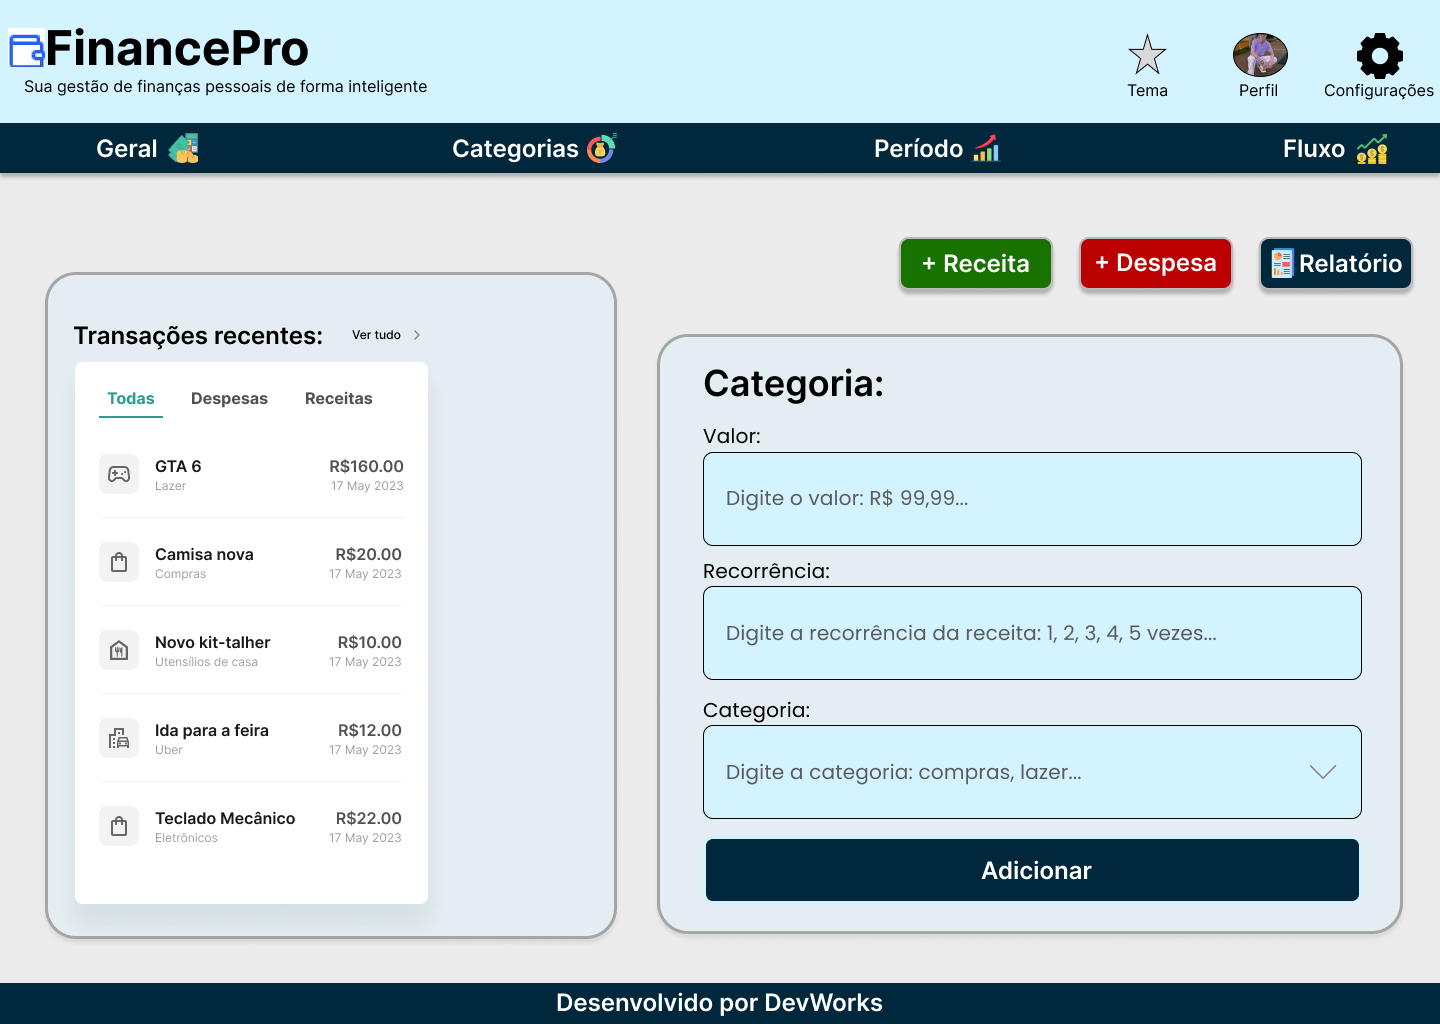 FinancePro
Sua gestão de finanças pessoais de forma inteligente
Tema
Perfil
Configurações
Geral
Categorias
Período
Fluxo
+ Receita
+ Despesa
Relatório
Transações recentes:
Ver tudo
Todas
Despesas
Receitas
GTA 6
R$160.00
Lazer
17 May 2023
Camisa nova
R$20.00
Compras
17 May 2023
Novo kit-talher
R$10.00
Utensílios de casa
17 May 2023
Ida para a feira
R$12.00
Uber
17 May 2023
Teclado Mecânico
R$22.00
Eletrônicos
17 May 2023
Categoria:
Valor:
Digite o valor: R$ 99,99...
Recorrência:
Digite a recorrência da receita: 1, 2, 3, 4, 5 vezes...
Categoria:
Digite a categoria: compras, lazer...
Adicionar
Desenvolvido por DevWorks